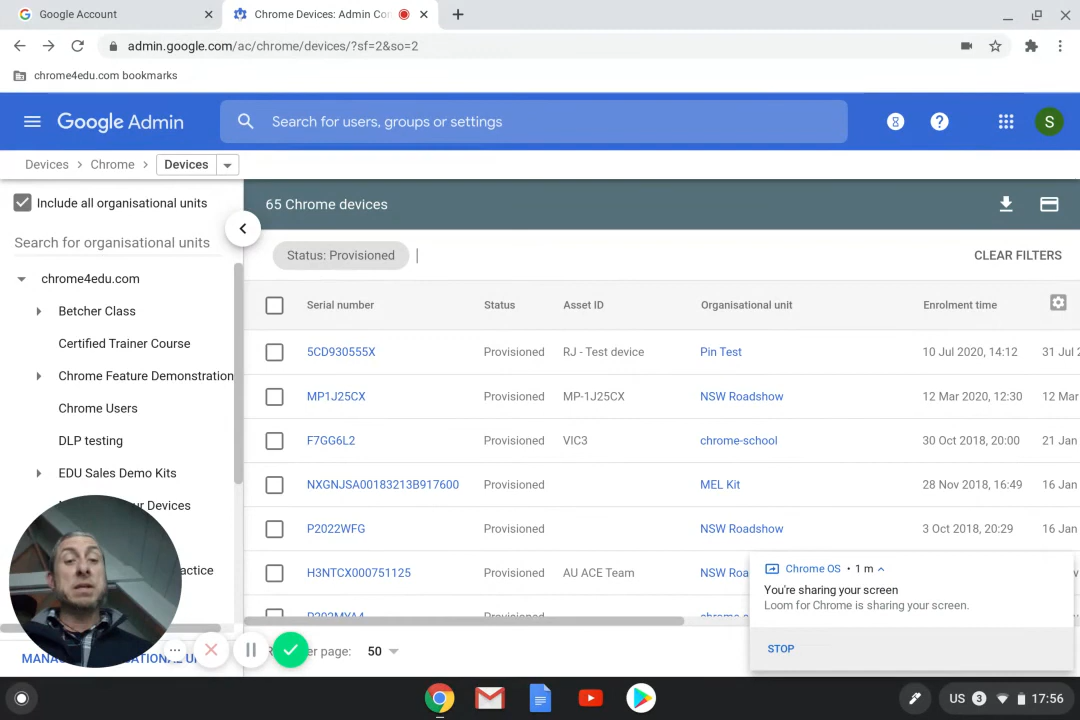 Google Account
Chrome Devices: Admin Con
admin.google.com/ac/chrome/devices/?sf=2&so=2
chrome4edu.com bookmarks
Google Admin
Search for users, groups or settings
S
Devices
Chrome
Devices
Include all organisational units
Search for organisational units
chrome4edu.com
Betcher Class
Certified Trainer Course
Chrome Feature Demonstration
Chrome Users
DLP testing
EDU Sales Demo Kits
ur Devices
actice
65 Chrome devices
Status: Provisioned
CLEAR FILTERS
Serial number Status Asset ID Organisational unit Enrolment time
5CD930555X Provisioned RJ - Test device Pin Test 10 Jul 2020, 14:12 31 Jul 2
MP1J25CX Provisioned MP-1J25CX NSW Roadshow 12 Mar 2020, 12:30 12 Mar
F7GG6L2 Provisioned VIC3 chrome-school 30 Oct 2018, 20:00 21 Jan
NXGNJSA00183213B917600 Provisioned MEL Kit 28 Nov 2018, 16:49 16 Jan
P2022WFG Provisioned NSW Roadshow 3 Oct 2018, 20:29 16 Jan
H3NTCX000751125 Provisioned AU ACE Team NSW Roa
er page: 50
Chrome OS • 1 m
You're sharing your screen
Loom for Chrome is sharing your screen.
STOP
US 3 17:56